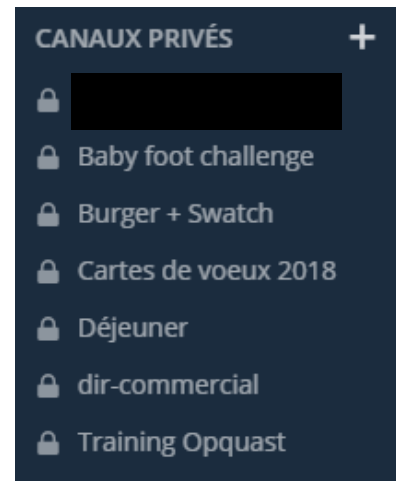 CANAUX PRIVÉS +
Baby foot challenge
Burger + Swatch
Cartes de voeux 2018
Déjeuner
dir-commercial
Training Opquast